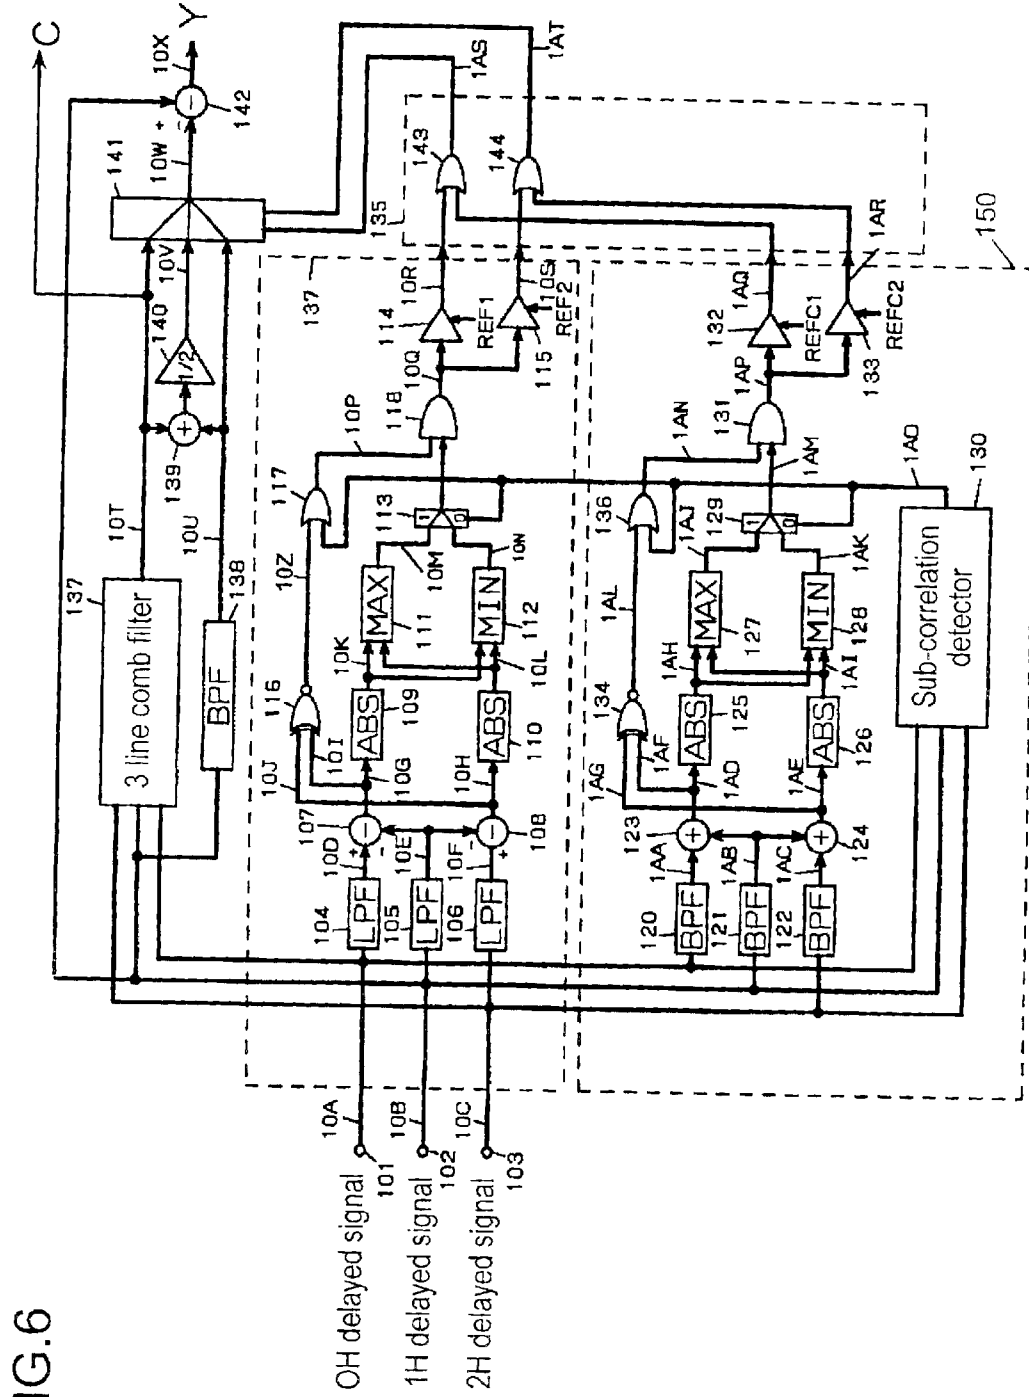 IG.6
C
Y
10X
142
10W
+
-
141
10V
140
1/2
139
10T
10U
137
3 line comb filter
138
BPF
1AS
1AT
143
144
135
137
10R
10S
114
REF1
REF2
115
10Q
118
10P
117
113
1
0
10Z
10M
10N
MAX
111
MIN
112
10K
10L
116
ABS
109
ABS
110
10J
10I
10G
10H
107
-
108
-
+
-
-
+
10D
10E
10F
104
LPF
105
LPF
106
LPF
10A
10B
10C
101
102
103
0H delayed signal
1H delayed signal
2H delayed signal
150
1AR
1AQ
132
REFC1
REFC2
133
1AP
131
1AN
1AM
136
129
1
0
1AJ
1AK
1AL
MAX
127
MIN
128
1AH
1AI
134
ABS
125
ABS
126
1AG
1AF
1AD
1AE
123
+
124
+
1AA
1AB
1AC
120
BPF
121
BPF
122
BPF
1AO
130
Sub-correlation
detector